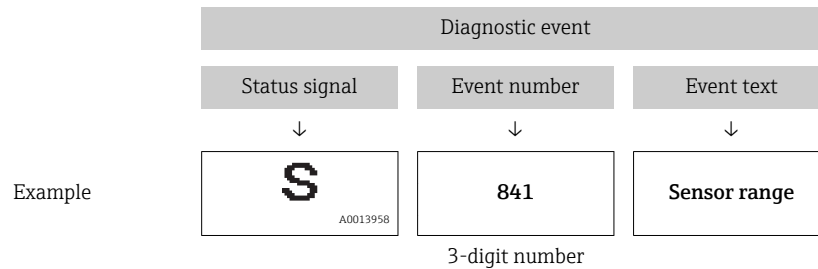 Diagnostic event
Status signal Event number Event text
↓ ↓ ↓
Example S 841 Sensor range
A0013958
3-digit number